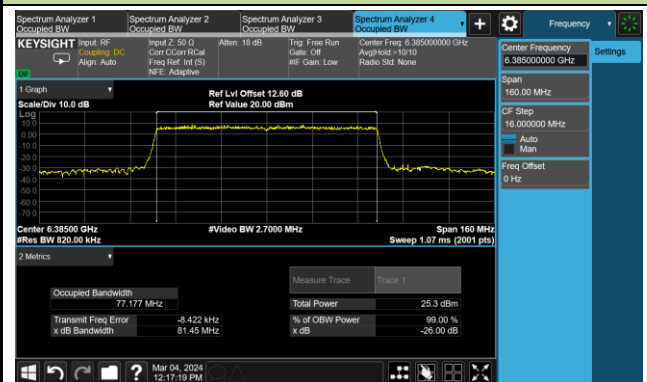 Spectrum Analyzer 1 Occupied BW
Spectrum Analyzer 2 Occupied BW
Spectrum Analyzer 3 Occupied BW
Spectrum Analyzer 4 Occupied BW
Frequency
KEYSIGHT
Input: RF
Coupling: DC
Align: Auto
Input Z: 50 Ω
Corr CCorr RCal
Freq Ref: Int (S)
NFE: Adaptive
Atten: 18 dB
Trig: Free Run
Gate: Off
#IF Gain: Low
Center Freq: 6.385000000 GHz
Avg|Hold:>10/10
Radio Std: None
Center Frequency
6.385000000 GHz
Settings
Span
160.00 MHz
CF Step
16.000000 MHz
Auto
Man
Freq Offset
0 Hz
1 Graph
Scale/Div 10.0 dB
Ref Lvl Offset 12.60 dB
Ref Value 20.00 dBm
Log
10.0
0.00
-10.0
-20.0
-30.0
-40.0
-50.0
-60.0
-70.0
Center 6.38500 GHz
#Video BW 2.7000 MHz
Span 160 MHz
#Res BW 820.00 kHz
Sweep 1.07 ms (2001 pts)
2 Metrics
Measure Trace
Trace 1
Occupied Bandwidth
77.177 MHz
Total Power
25.3 dBm
Transmit Freq Error
-8.422 kHz
% of OBW Power
99.00 %
x dB Bandwidth
81.45 MHz
x dB
-26.00 dB
Mar 04, 2024
12:17:19 PM